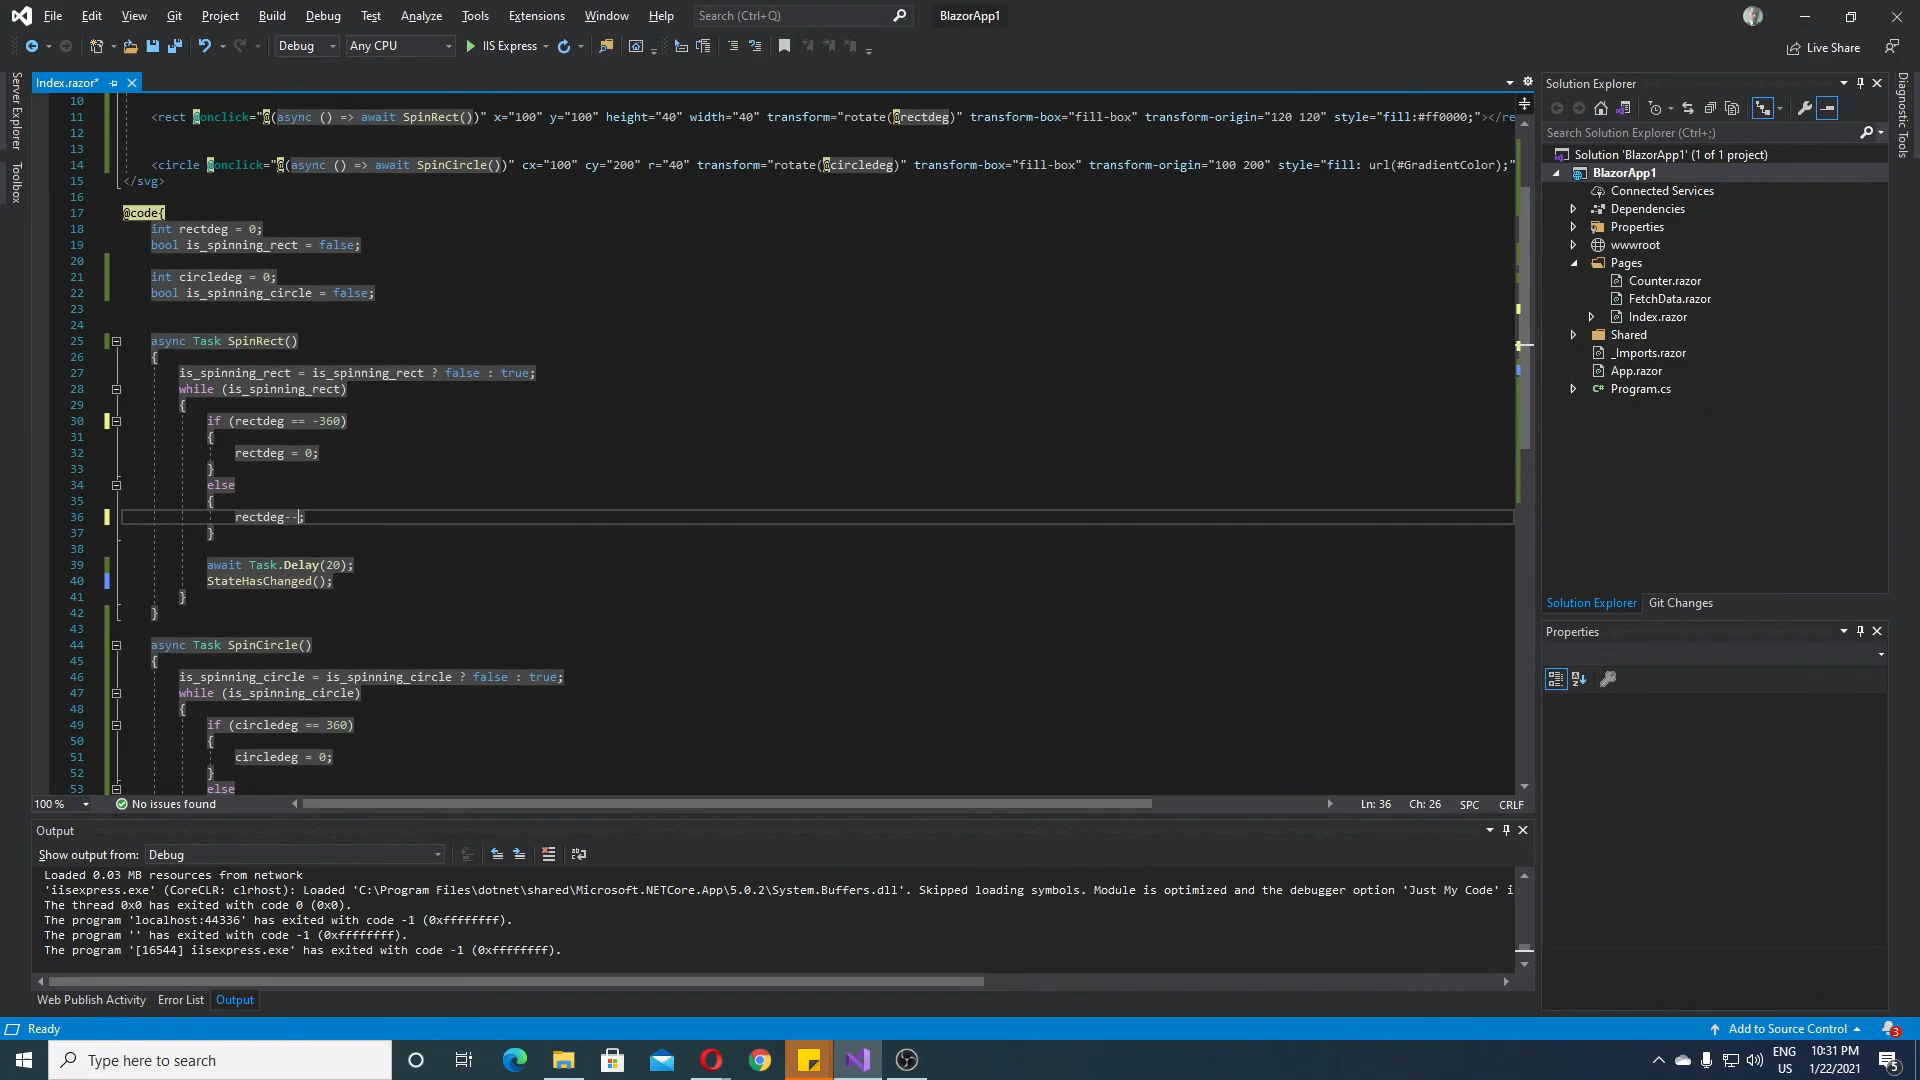 File Edit View Git Project Build Debug Test Analyze Tools Extensions Window Help Search (Ctrl+Q) BlazorApp1
Debug Any CPU IIS Express Live Share
Server Explorer
Toolbox
Index.razor*
10
11 <rect @onclick="@(async () => await SpinRect())" x="100" y="100" height="40" width="40" transform="rotate(@rectdeg)" transform-box="fill-box" transform-origin="120 120" style="fill:#ff0000;"></re
12
13
14 <circle @onclick="@(async () => await SpinCircle())" cx="100" cy="200" r="40" transform="rotate(@circledeg)" transform-box="fill-box" transform-origin="100 200" style="fill: url(#GradientColor);"
15 </svg>
16
17 @code{
18 int rectdeg = 0;
19 bool is_spinning_rect = false;
20
21 int circledeg = 0;
22 bool is_spinning_circle = false;
23
24
25 async Task SpinRect()
26 {
27 is_spinning_rect = is_spinning_rect ? false : true;
28 while (is_spinning_rect)
29 {
30 if (rectdeg == -360)
31 {
32 rectdeg = 0;
33 }
34 else
35 {
36 rectdeg--;
37 }
38
39 await Task.Delay(20);
40 StateHasChanged();
41 }
42 }
43
44 async Task SpinCircle()
45 {
46 is_spinning_circle = is_spinning_circle ? false : true;
47 while (is_spinning_circle)
48 {
49 if (circledeg == 360)
50 {
51 circledeg = 0;
52 }
53 else
100 % No issues found Ln: 36 Ch: 26 SPC CRLF
Output
Show output from: Debug
Loaded 0.03 MB resources from network
'iisexpress.exe' (CoreCLR: clrhost): Loaded 'C:\Program Files\dotnet\shared\Microsoft.NETCore.App\5.0.2\System.Buffers.dll'. Skipped loading symbols. Module is optimized and the debugger option 'Just My Code' i
The thread 0x0 has exited with code 0 (0x0).
The program 'localhost:44336' has exited with code -1 (0xffffffff).
The program '' has exited with code -1 (0xffffffff).
The program '[16544] iisexpress.exe' has exited with code -1 (0xffffffff).
Web Publish Activity Error List Output
Solution Explorer
Search Solution Explorer (Ctrl+;)
Solution 'BlazorApp1' (1 of 1 project)
BlazorApp1
Connected Services
Dependencies
Properties
wwwroot
Pages
Counter.razor
FetchData.razor
Index.razor
Shared
_Imports.razor
App.razor
C# Program.cs
Solution Explorer Git Changes
Properties
Diagnostic Tools
Ready Add to Source Control 3
Type here to search
ENG
US
10:31 PM
1/22/2021
5